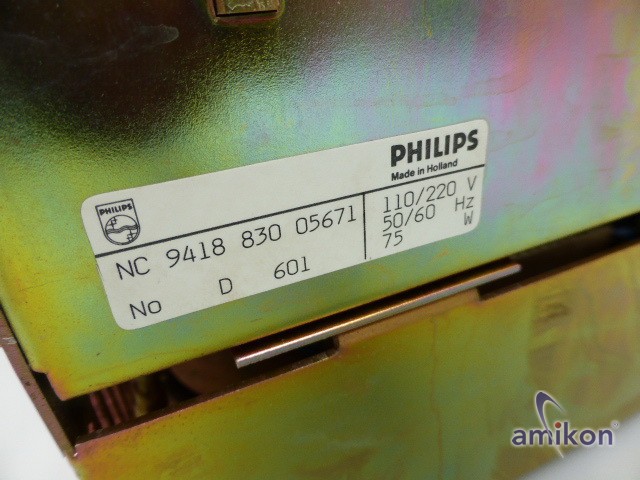 PHILIPS
Made in Holland
PHILIPS
NC 9418 830 05671
110/220 V
50/60 Hz
75 W
No D 601
amikon